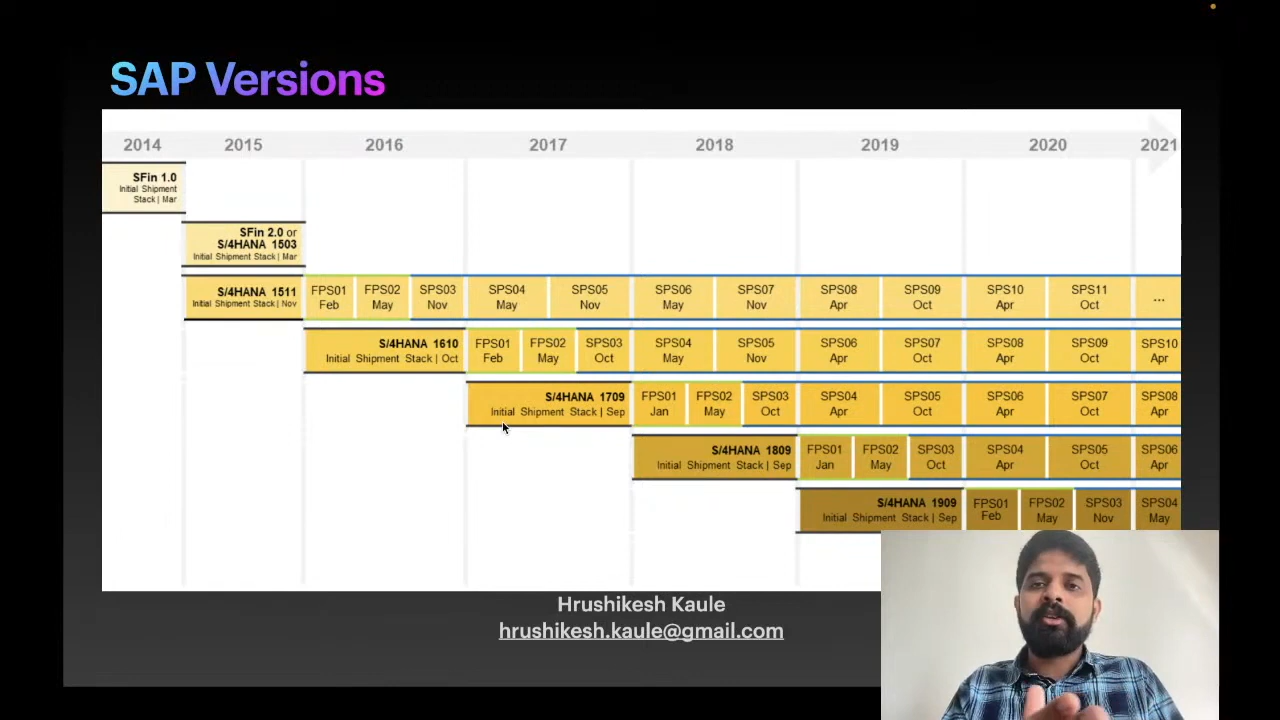 SAP Versions
2014 2015 2016 2017 2018 2019 2020 2021
SFin 1.0
Initial Shipment
Stack | Mar
SFin 2.0 or
S/4HANA 1503
Initial Shipment Stack | Mar
S/4HANA 1511 FPS01 FPS02 SPS03 SPS04 SPS05 SPS06 SPS07 SPS08 SPS09 SPS10 SPS11 ...
Initial Shipment Stack | Nov Feb May Nov May Nov May Nov Apr Oct Apr Oct
S/4HANA 1610 FPS01 FPS02 SPS03 SPS04 SPS05 SPS06 SPS07 SPS08 SPS09 SPS10
Initial Shipment Stack | Oct Feb May Oct May Nov Apr Oct Apr Oct Apr
S/4HANA 1709 FPS01 FPS02 SPS03 SPS04 SPS05 SPS06 SPS07 SPS08
Initial Shipment Stack | Sep Jan May Oct Apr Oct Apr Oct Apr
S/4HANA 1809 FPS01 FPS02 SPS03 SPS04 SPS05 SPS06
Initial Shipment Stack | Sep Jan May Oct Apr Oct Apr
S/4HANA 1909 FPS01 FPS02 SPS03 SPS04
Initial Shipment Stack | Sep Feb May Nov May
Hrushikesh Kaule
hrushikesh.kaule@gmail.com